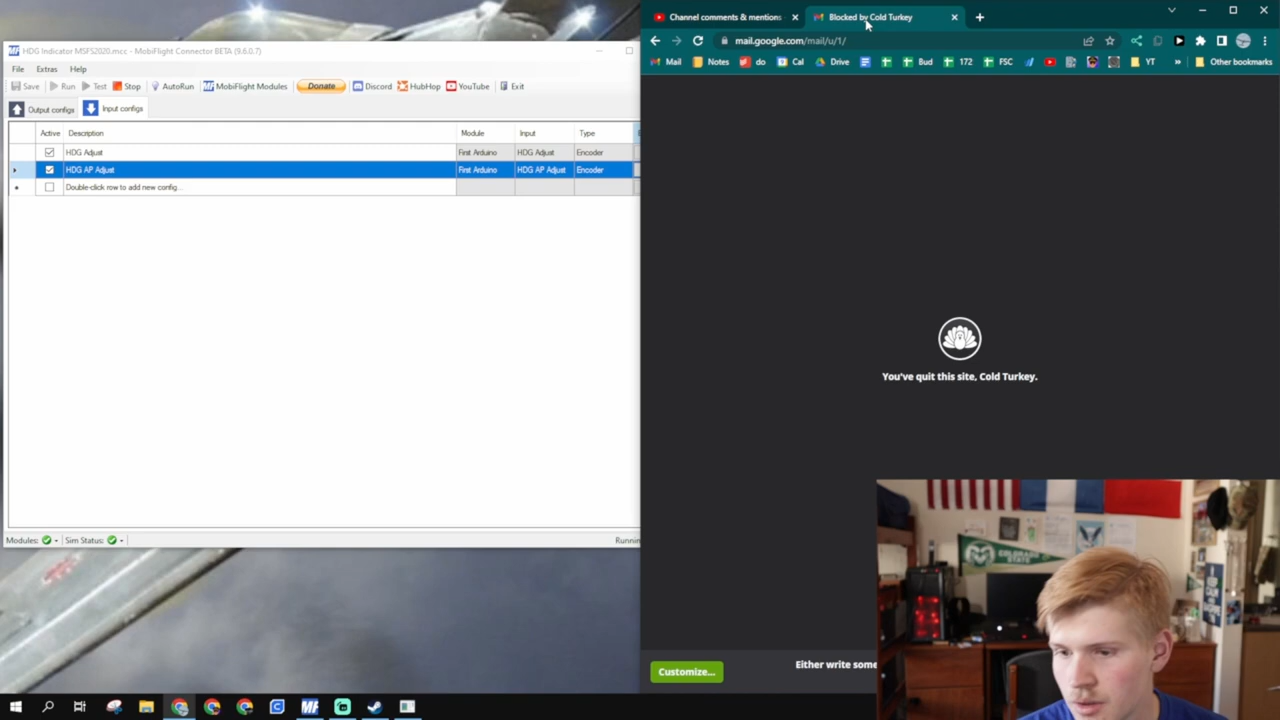 HDG Indicator MSFS2020.mcc - MobiFlight Connector BETA (9.6.0.7)
File Extras Help
Save Run Test Stop AutoRun MobiFlight Modules Donate Discord HubHop YouTube Exit
Output configs Input configs
Active Description Module Input Type
HDG Adjust First Arduino HDG Adjust Encoder
HDG AP Adjust First Arduino HDG AP Adjust Encoder
Double-click row to add new config...
Modules: Sim Status: Runnin
Channel comments & mentions Blocked by Cold Turkey
mail.google.com/mail/u/1/
Mail Notes do Cal Drive Bud 172 FSC YT » Other bookmarks
You've quit this site, Cold Turkey.
Customize... Either write some
COLORADO
STATE
KEEP
CALM